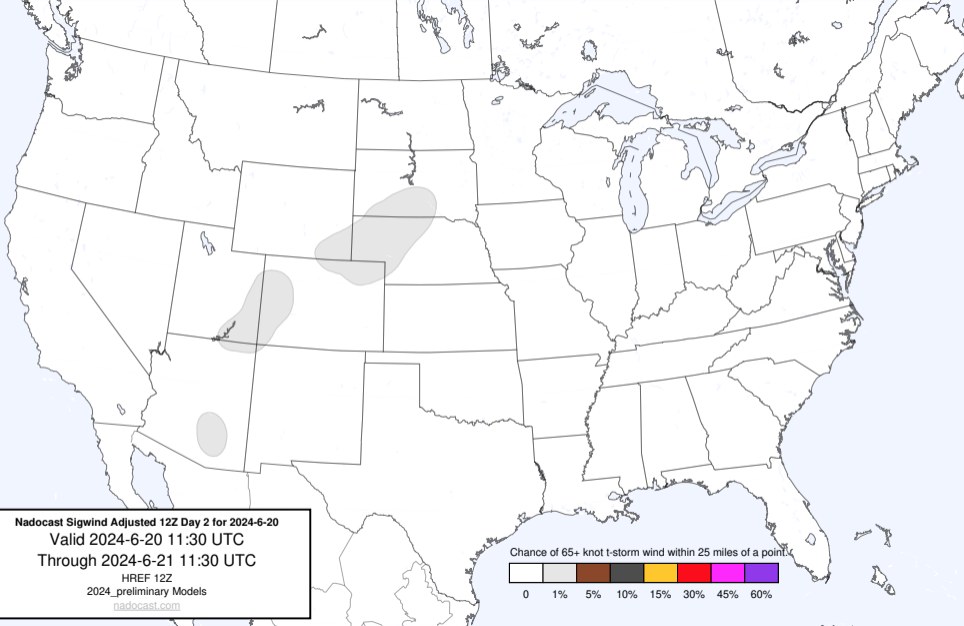 Nadocast Sigwind Adjusted 12Z Day 2 for 2024-6-20
Valid 2024-6-20 11:30 UTC
Through 2024-6-21 11:30 UTC
HREF 12Z
2024_preliminary Models
nadocast.com
Chance of 65+ knot t-storm wind within 25 miles of a point.
0 1% 5% 10% 15% 30% 45% 60%